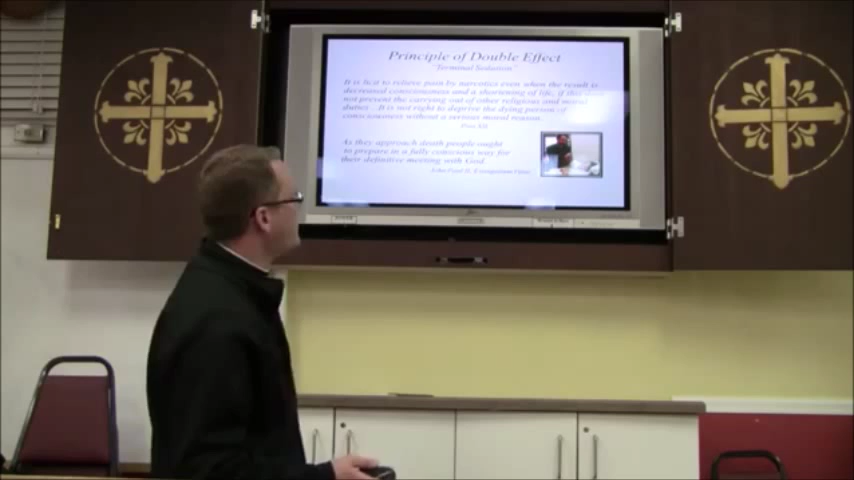 Principle of Double Effect
"Terminal Sedation"
It is licit to relieve pain by narcotics even when the result is
decreased consciousness and a shortening of life, if this does
not prevent the carrying out of other religious and moral
duties... It is not right to deprive the dying person of
consciousness without a serious moral reason.
Pius XII
As they approach death people ought
to prepare in a fully conscious way for
their definitive meeting with God
John Paul II, Evangelium Vitae